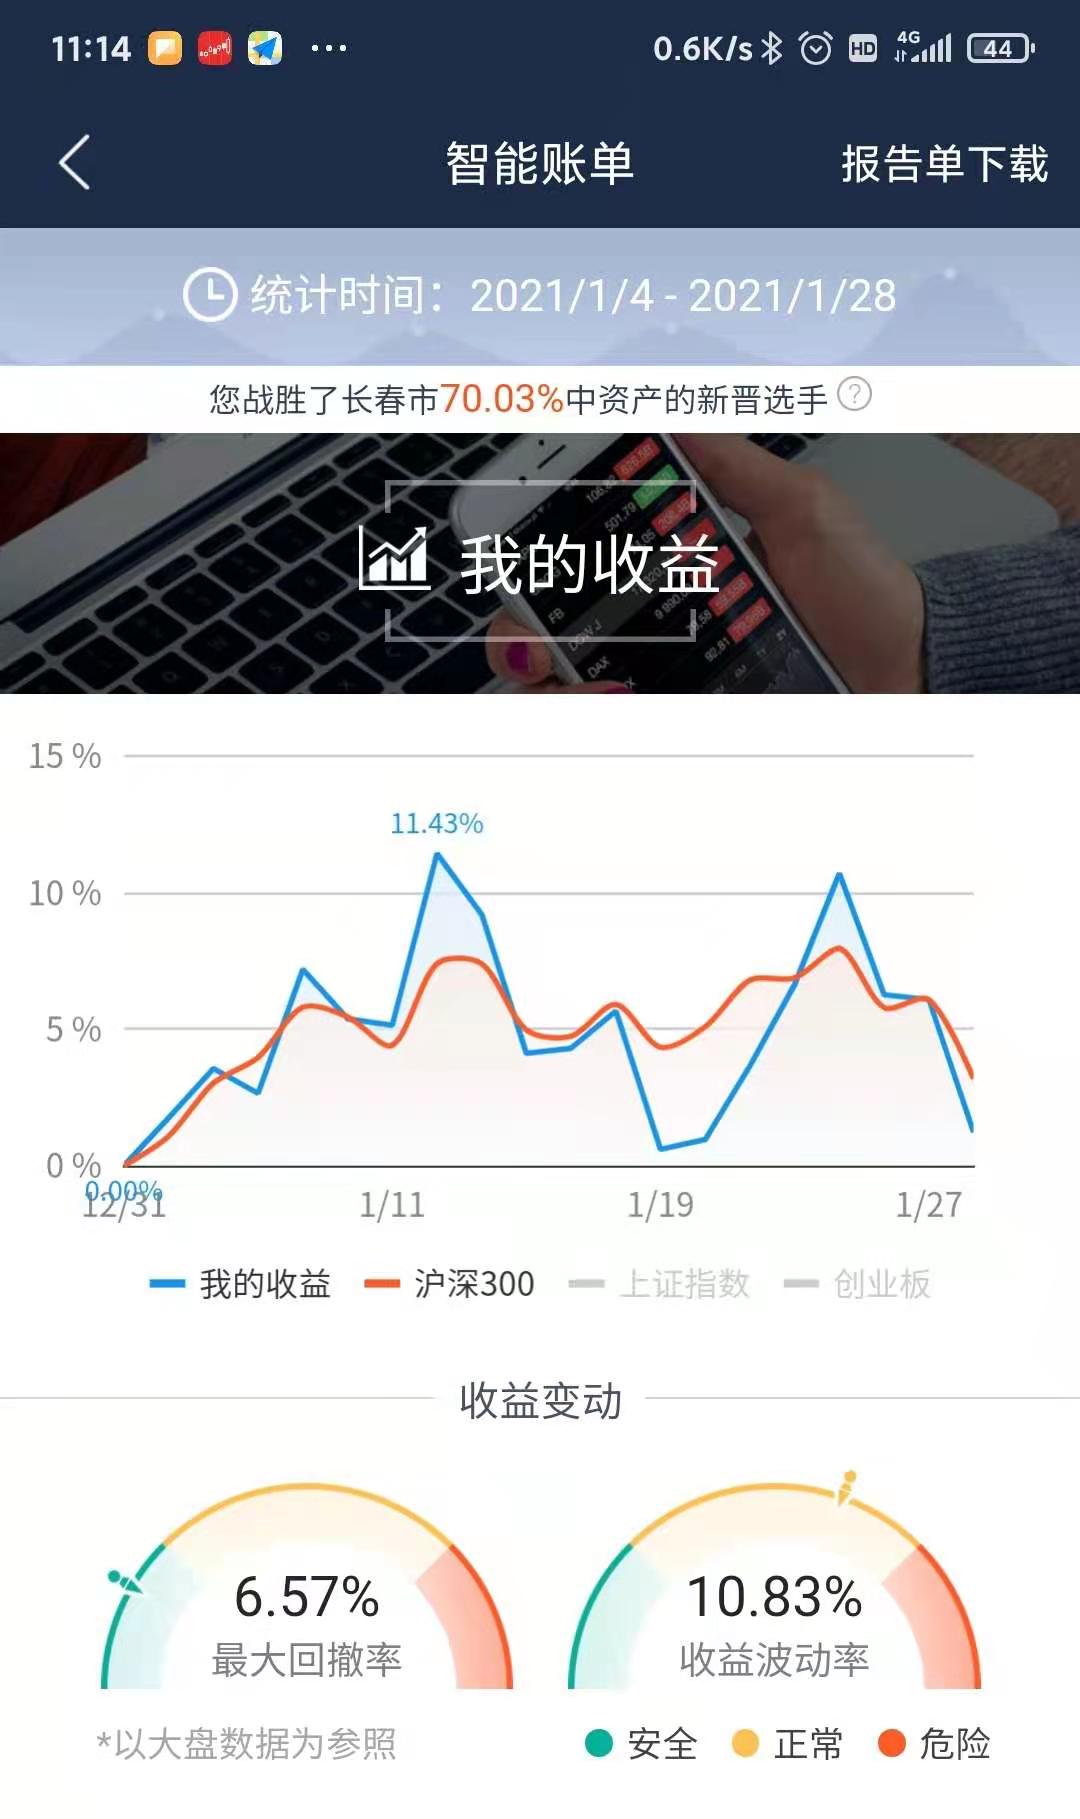 11:14 0.6K/s HD 4G 44
智能账单 报告单下载
统计时间：2021/1/4 - 2021/1/28
您战胜了长春市70.03%中资产的新晋选手 ?
我的收益
15 %
11.43%
10 %
5 %
0 %
0.00%
12/31 1/11 1/19 1/27
我的收益 沪深300 上证指数 创业板
收益变动
6.57% 10.83%
最大回撤率 收益波动率
*以大盘数据为参照 安全 正常 危险